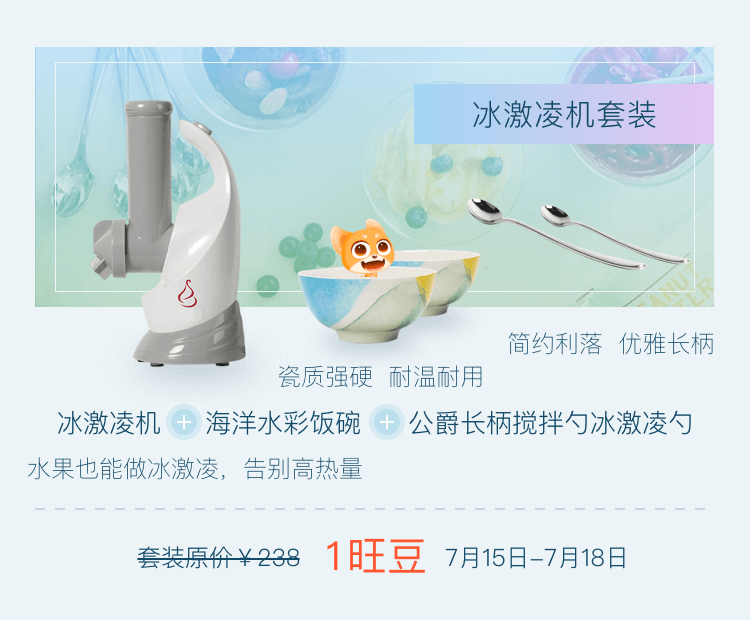 冰激凌机套装
简约利落 优雅长柄
瓷质强硬 耐温耐用
冰激凌机 + 海洋水彩饭碗 + 公爵长柄搅拌勺冰激凌勺
水果也能做冰激凌，告别高热量
套装原价￥238 1旺豆 7月15日-7月18日